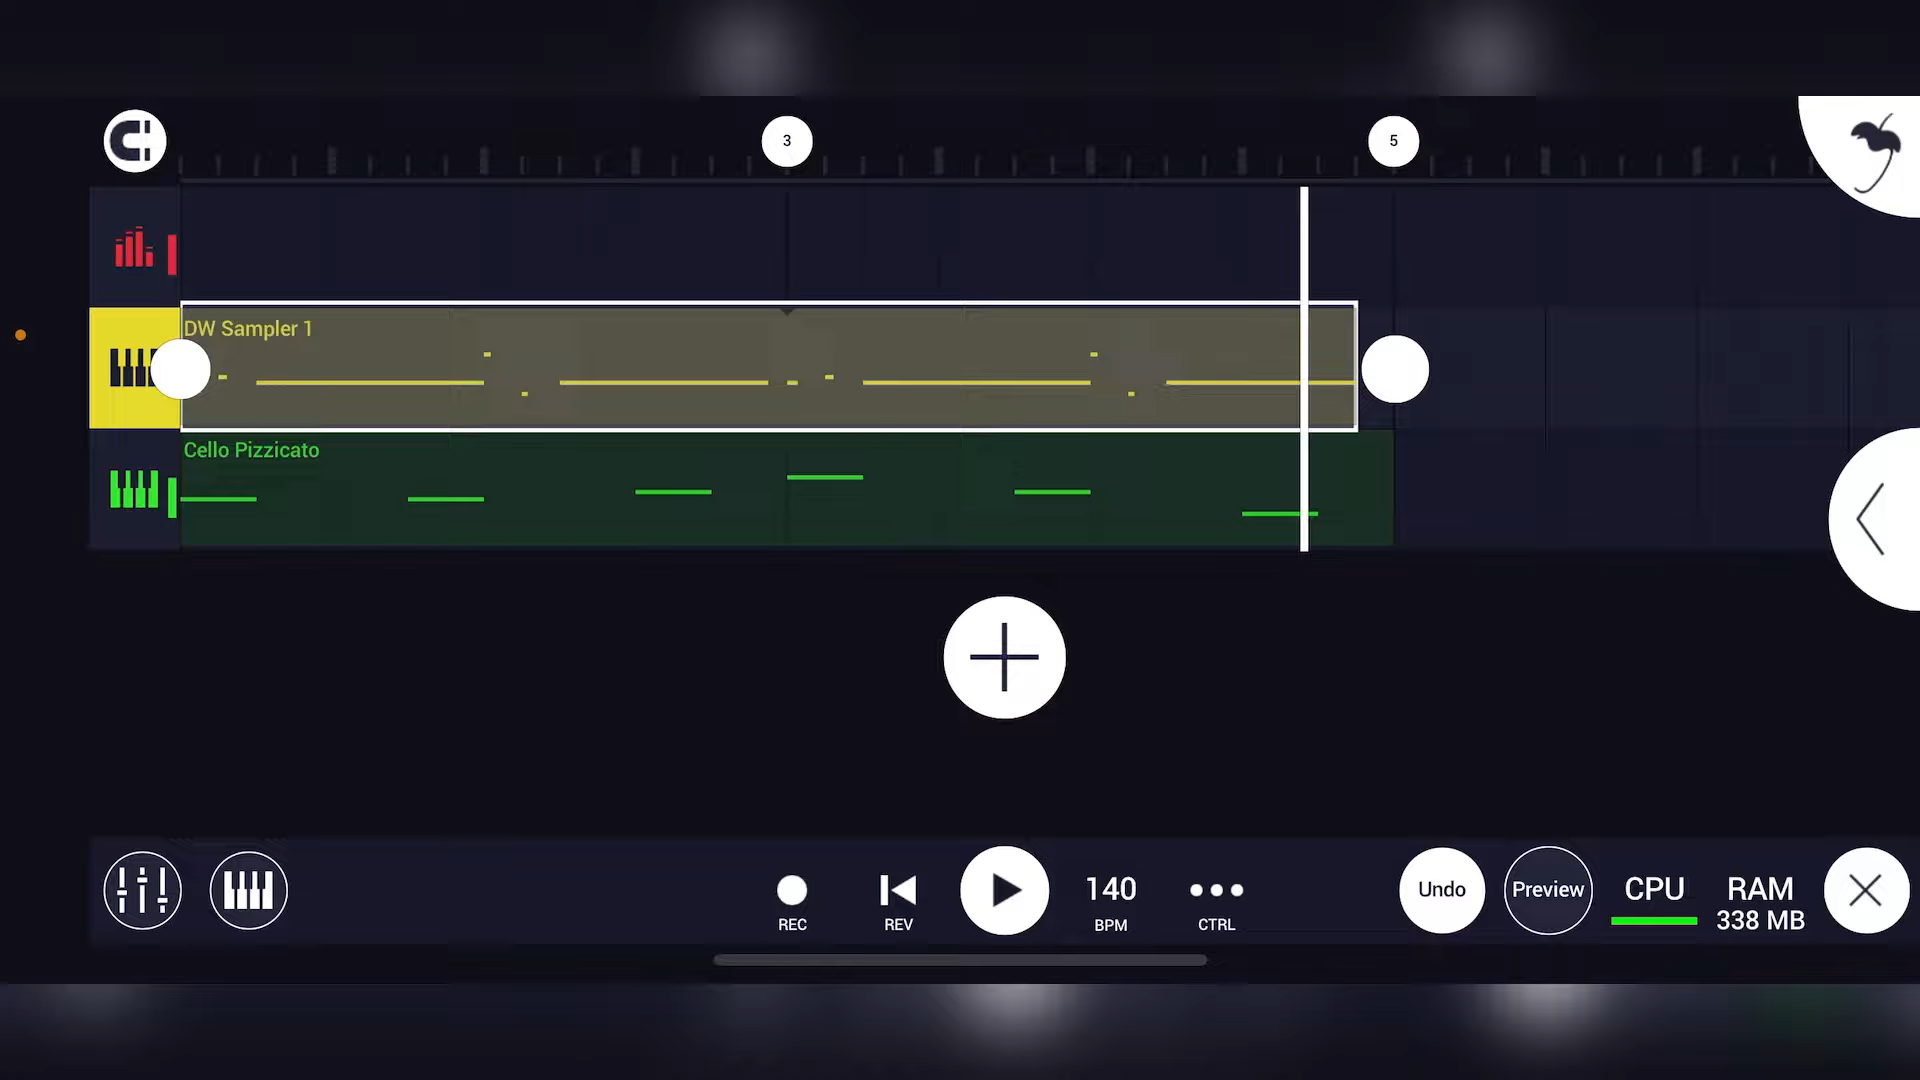 3
5
DW Sampler 1
Cello Pizzicato
REC
REV
140
BPM
CTRL
Undo
Preview
CPU
RAM
338 MB